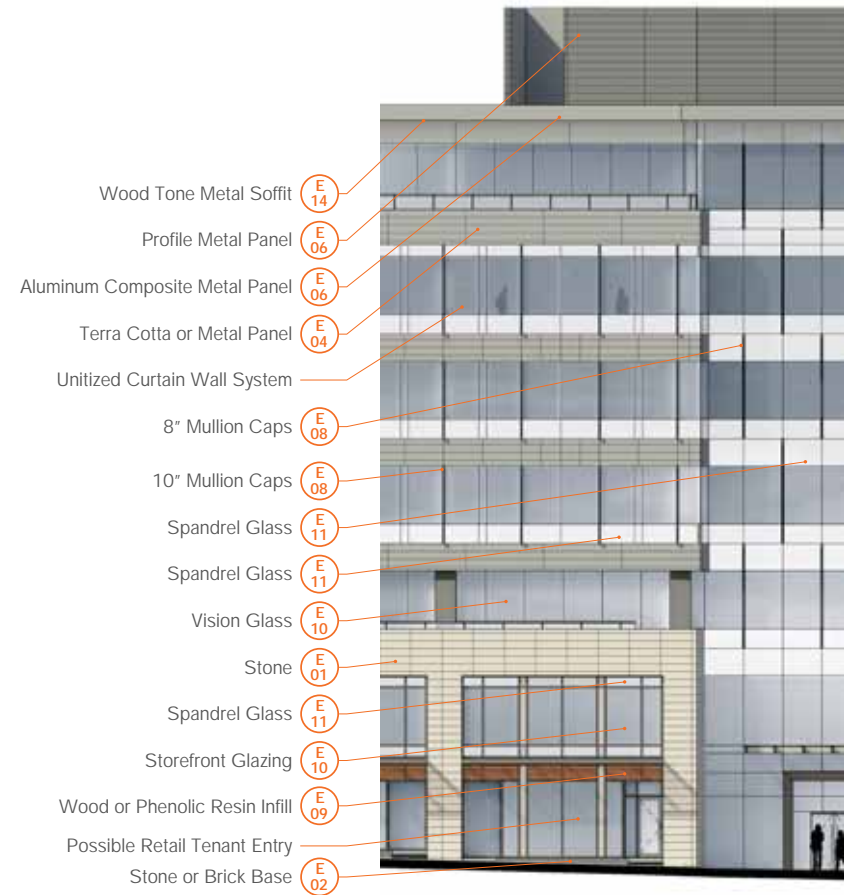 Wood Tone Metal Soffit E 14
Profile Metal Panel E 06
Aluminum Composite Metal Panel E 06
Terra Cotta or Metal Panel E 04
Unitized Curtain Wall System
8" Mullion Caps E 08
10" Mullion Caps E 08
Spandrel Glass E 11
Spandrel Glass E 11
Vision Glass E 10
Stone E 01
Spandrel Glass E 11
Storefront Glazing E 10
Wood or Phenolic Resin Infill E 09
Possible Retail Tenant Entry
Stone or Brick Base E 02